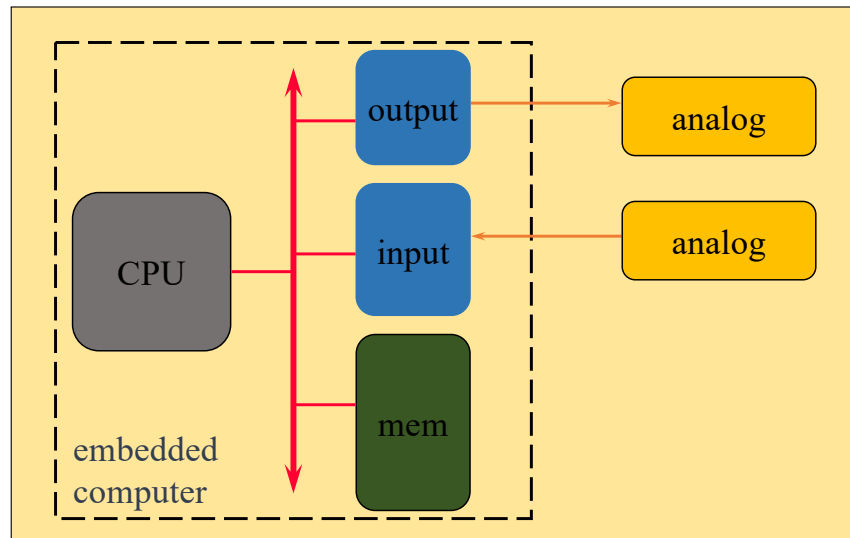 output
analog
input
analog
CPU
mem
embedded
computer